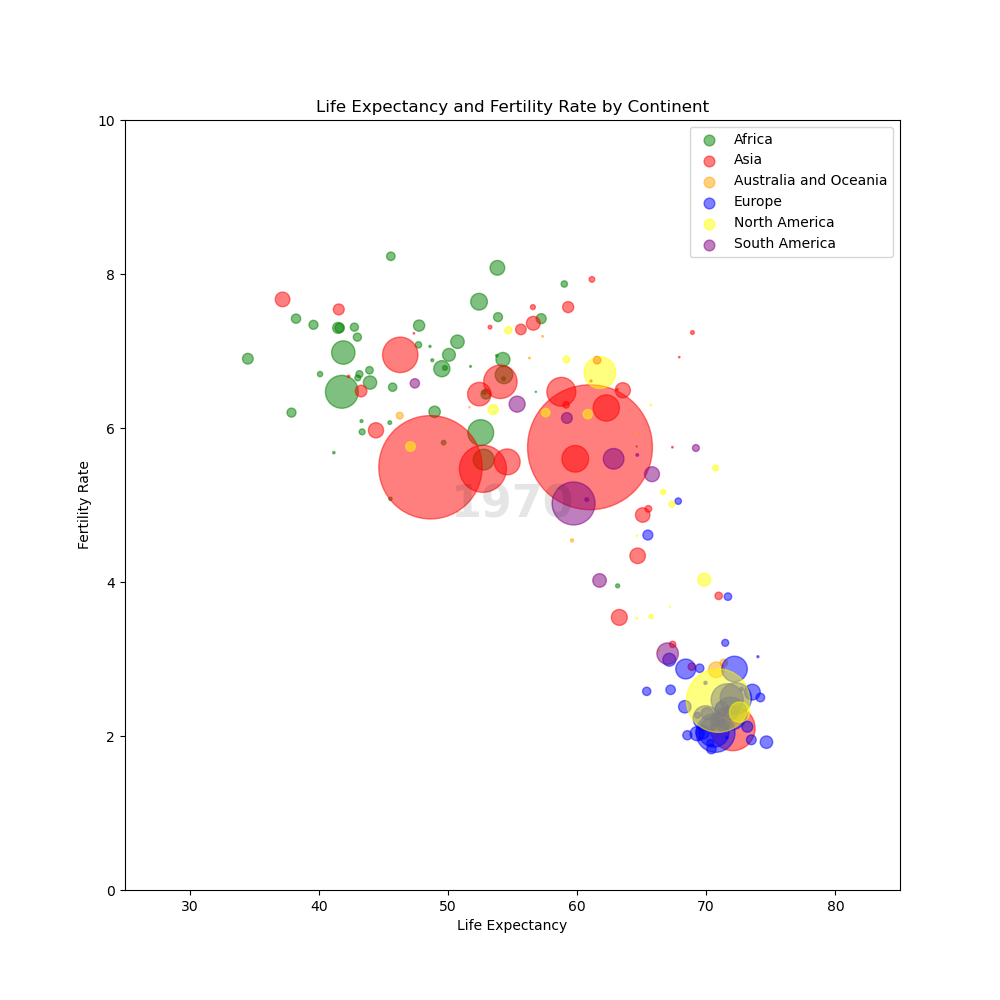 Life Expectancy and Fertility Rate by Continent
10
8
6
4
2
0
Fertility Rate
Africa
Asia
Australia and Oceania
Europe
North America
South America
1970
30 40 50 60 70 80
Life Expectancy